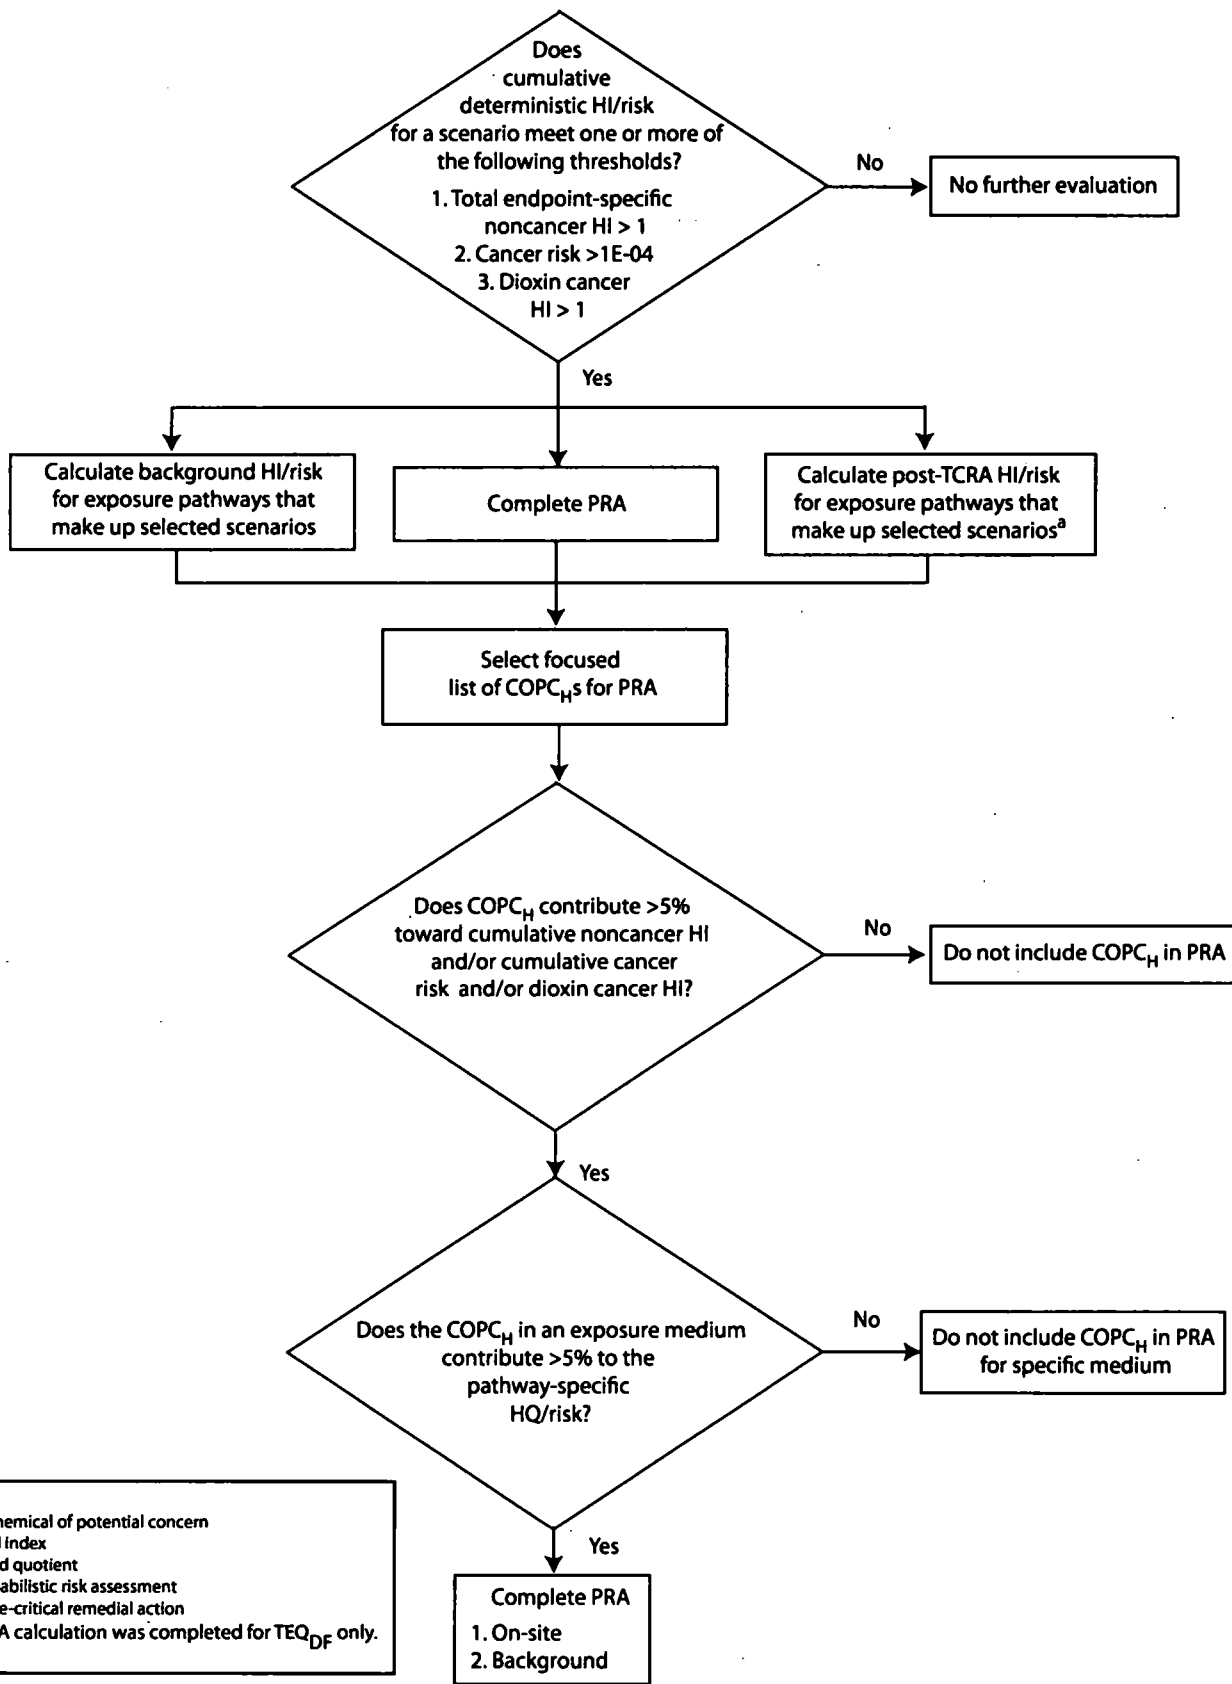 Does
cumulative
deterministic HI/risk
for a scenario meet one or more of
the following thresholds?
1. Total endpoint-specific
noncancer HI > 1
2. Cancer risk >1E-04
3. Dioxin cancer
HI > 1
No
No further evaluation
Yes
Calculate background HI/risk
for exposure pathways that
make up selected scenarios
Complete PRA
Calculate post-TCRA HI/risk
for exposure pathways that
make up selected scenariosᵃ
Select focused
list of COPC_Hs for PRA
Does COPC_H contribute >5%
toward cumulative noncancer HI
and/or cumulative cancer
risk and/or dioxin cancer HI?
No
Do not include COPC_H in PRA
Yes
Does the COPC_H in an exposure medium
contribute >5% to the
pathway-specific
HQ/risk?
No
Do not include COPC_H in PRA
for specific medium
Yes
Complete PRA
1. On-site
2. Background
of potential concern
index
quotient
risk assessment
remedial action
calculation was completed for TEQ_DF only.